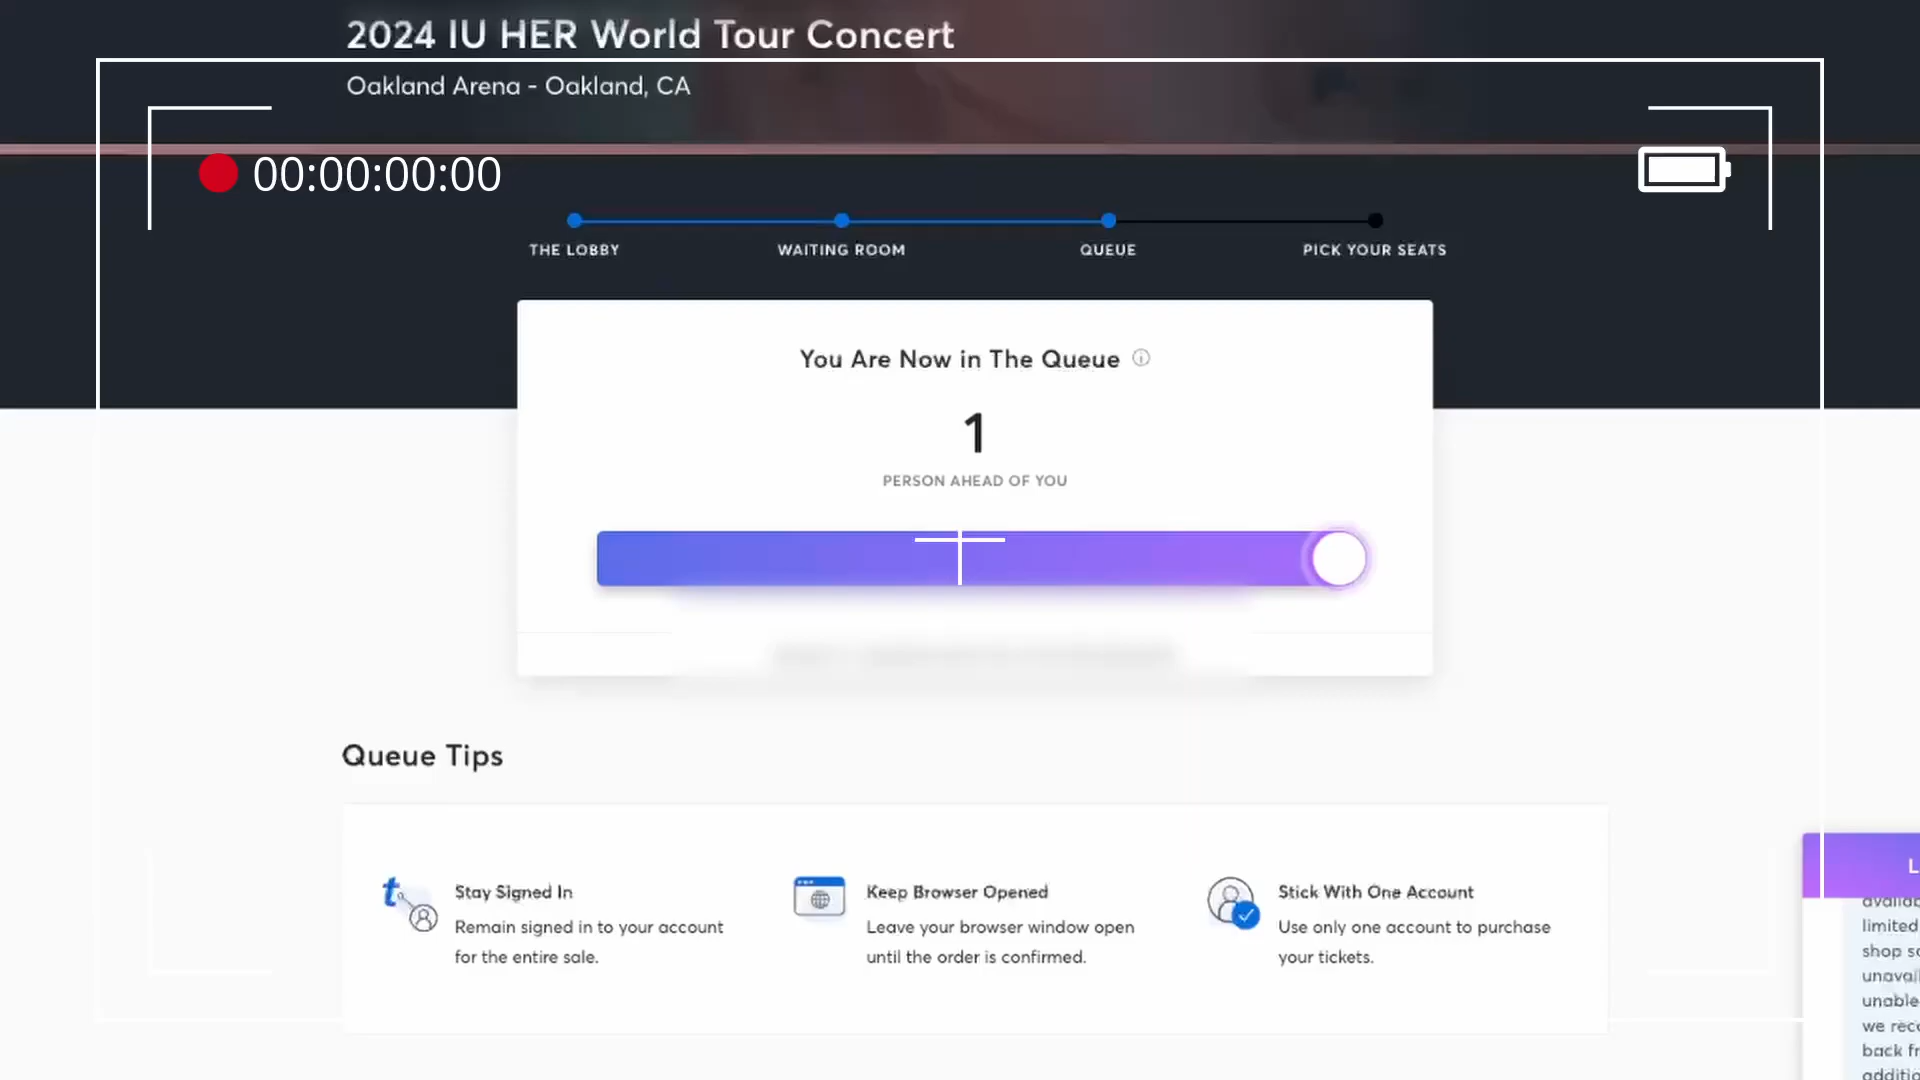 2024 IU HER World Tour Concert
Oakland Arena - Oakland, CA
00:00:00:00
THE LOBBY
WAITING ROOM
QUEUE
PICK YOUR SEATS
You Are Now in The Queue
1
PERSON AHEAD OF YOU
Queue Tips
Stay Signed In
Remain signed in to your account
for the entire sale.
Keep Browser Opened
Leave your browser window open
until the order is confirmed.
Stick With One Account
Use only one account to purchase
your tickets.
limited
shop
we
back